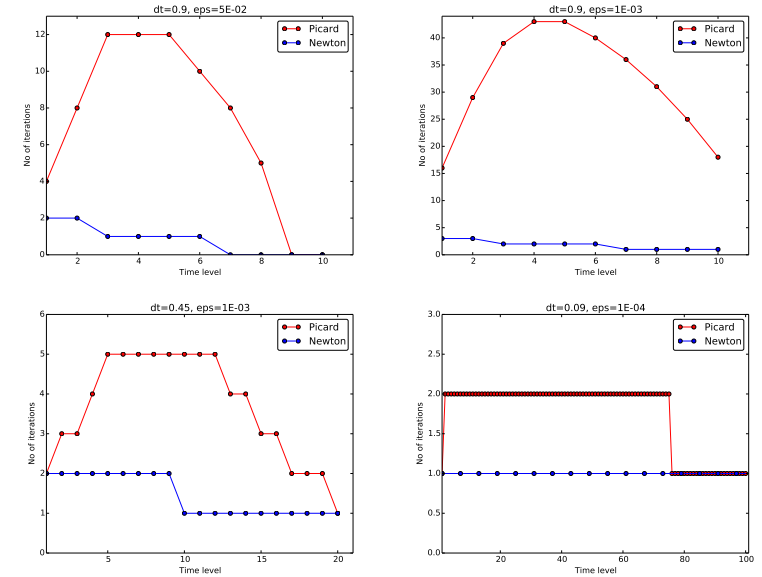 dt=0.9, eps=5E-02
12
10
8
6
4
2
0
No of iterations
Picard
Newton
2 4 6 8 10
Time level
dt=0.9, eps=1E-03
40
35
30
25
20
15
10
5
0
No of iterations
Picard
Newton
2 4 6 8 10
Time level
dt=0.45, eps=1E-03
6
5
4
3
2
1
0
No of iterations
Picard
Newton
5 10 15 20
Time level
dt=0.09, eps=1E-04
3.0
2.5
2.0
1.5
1.0
0.5
0.0
No of iterations
Picard
Newton
20 40 60 80 100
Time level